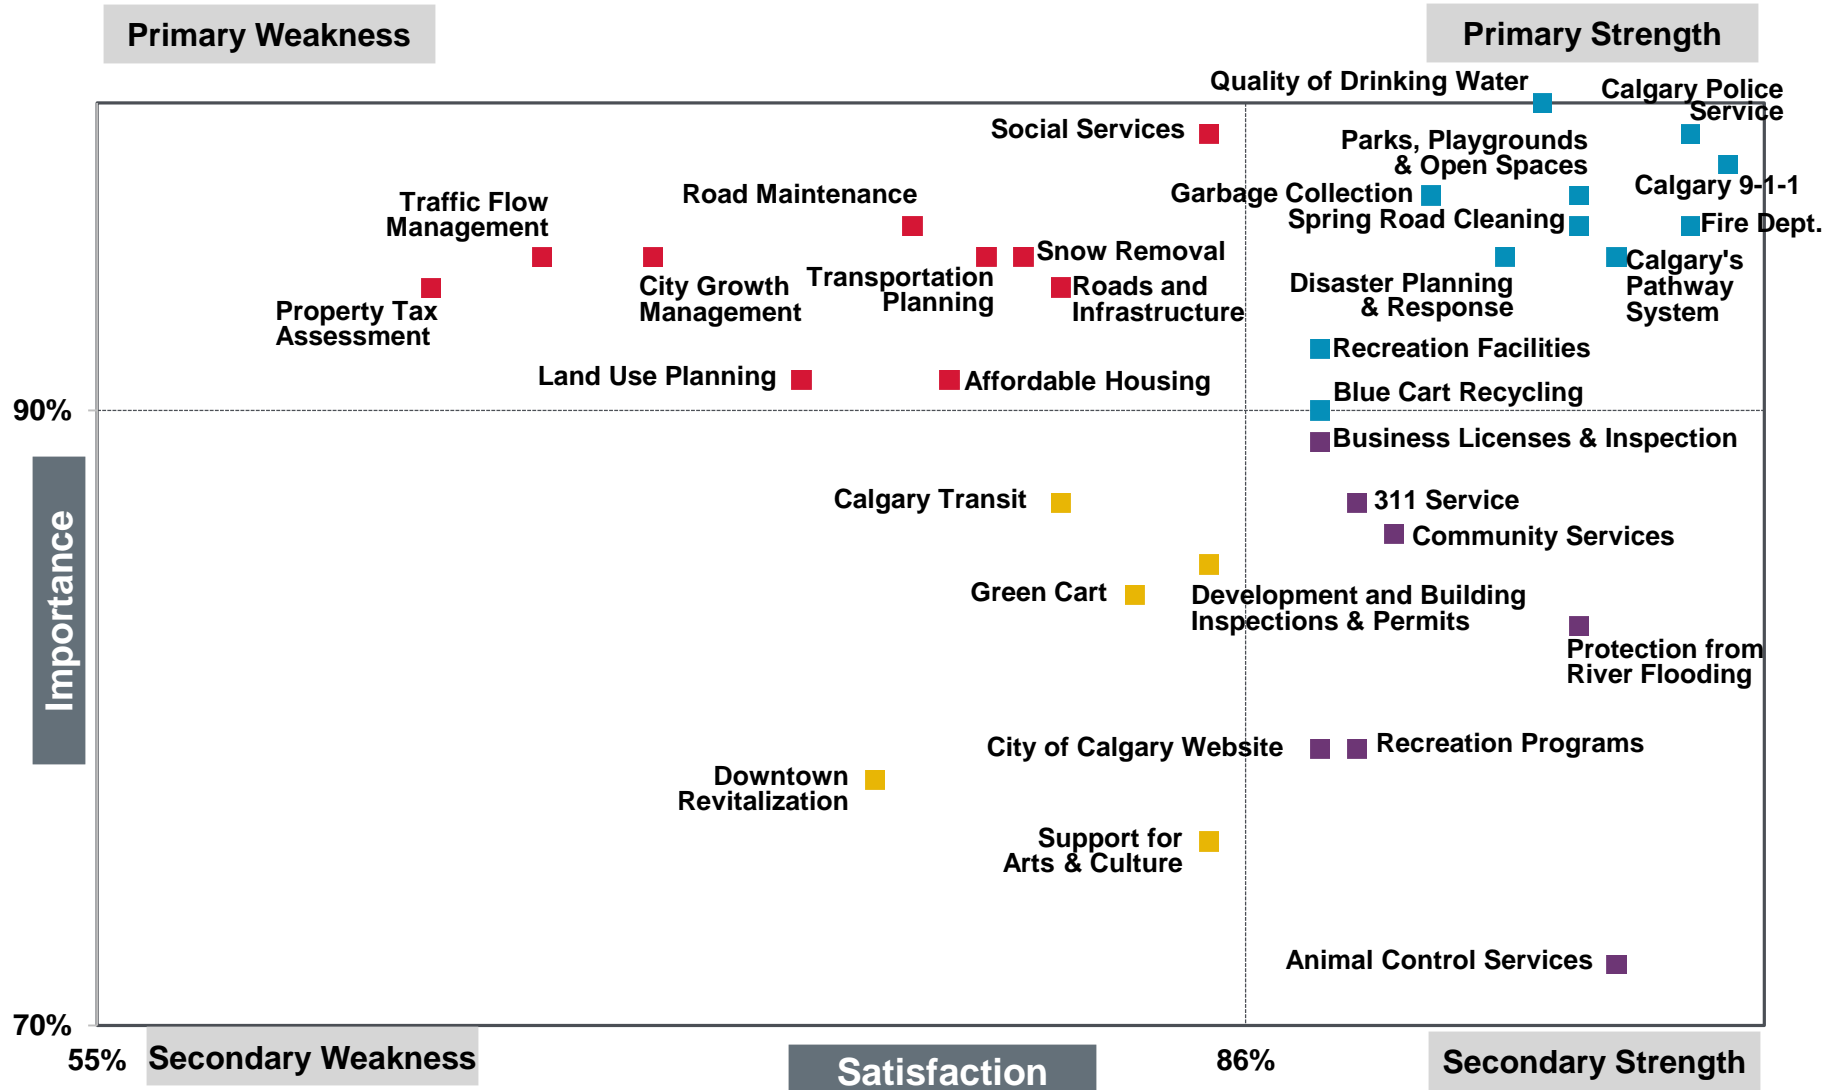 Primary Weakness
Primary Strength
Quality of Drinking Water
Calgary Police
Service
Social Services
Parks, Playgrounds
& Open Spaces
Calgary 9-1-1
Garbage Collection
Road Maintenance
Traffic Flow
Management
Spring Road Cleaning
Fire Dept.
Snow Removal
Transportation
Planning
City Growth
Management
Roads and
Infrastructure
Disaster Planning
& Response
Calgary's
Pathway
System
Property Tax
Assessment
Recreation Facilities
Land Use Planning
Affordable Housing
Blue Cart Recycling
90%
Business Licenses & Inspection
Calgary Transit
311 Service
Community Services
Green Cart
Development and Building
Inspections & Permits
Protection from
River Flooding
Importance
City of Calgary Website
Recreation Programs
Downtown
Revitalization
Support for
Arts & Culture
Animal Control Services
70%
55%
Secondary Weakness
Satisfaction
86%
Secondary Strength